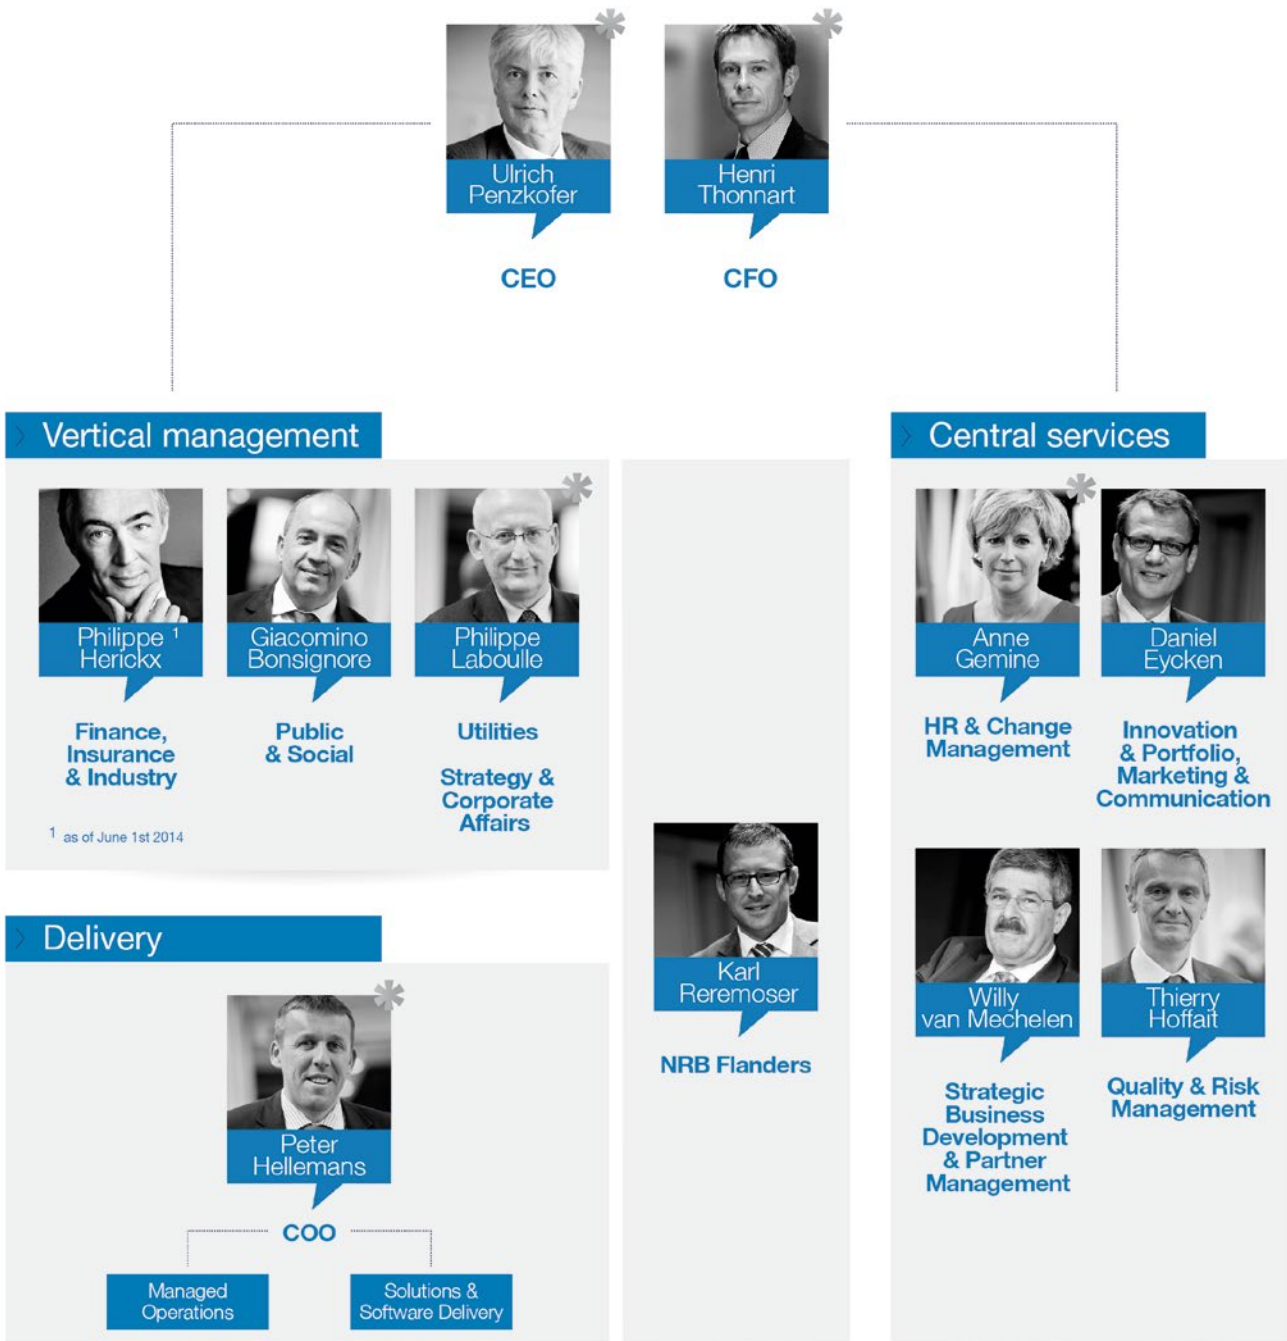 Ulrich
Penzkofer
CEO
Henri
Thonnart
CFO
Vertical management
Philippe 1
Herickx
Finance,
Insurance
& Industry
Giacomino
Bonsignore
Public
& Social
Philippe
Laboulle
Utilities
Strategy &
Corporate
Affairs
1 as of June 1st 2014
Delivery
Peter
Hellemans
COO
Managed
Operations
Solutions &
Software Delivery
Karl
Reremoser
NRB Flanders
Central services
Anne
Gemine
HR & Change
Management
Daniel
Eycken
Innovation
& Portfolio,
Marketing &
Communication
Willy
van Mechelen
Strategic
Business
Development
& Partner
Management
Thierry
Hoffait
Quality & Risk
Management